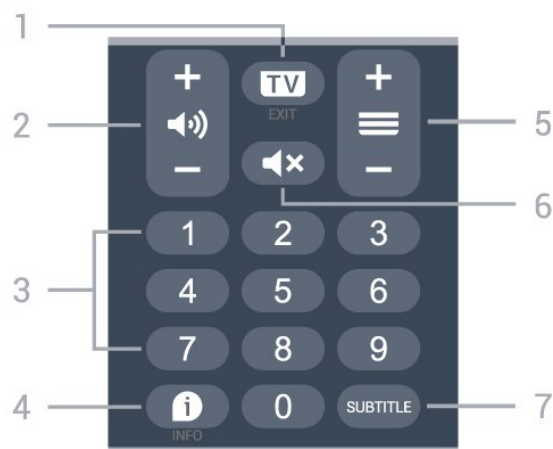 1
+ TV +
EXIT
2 5
- -
6
1 2 3
3
4 5 6
7 8 9
4 i 0 SUBTITLE 7
INFO